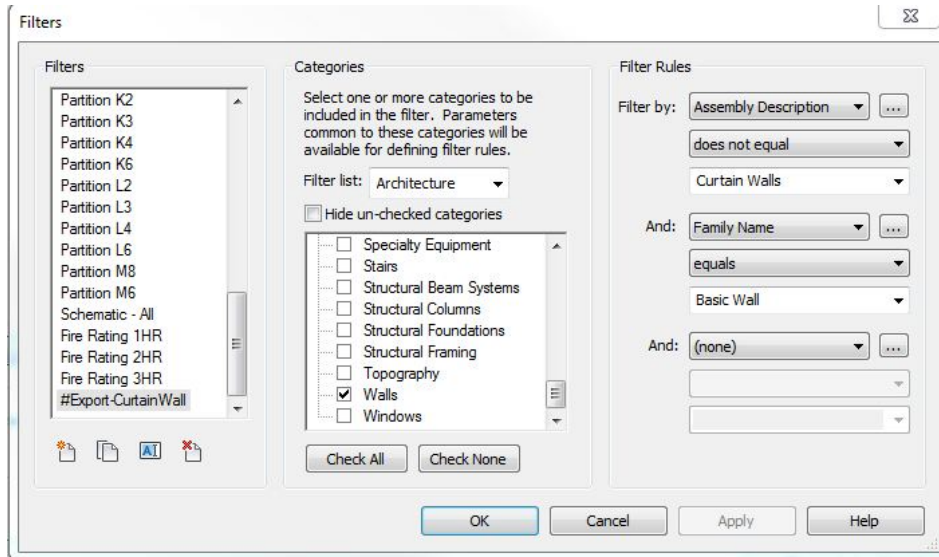 Filters
Filters
Partition K2
Partition K3
Partition K4
Partition K6
Partition L2
Partition L3
Partition L4
Partition L6
Partition M8
Partition M6
Schematic - All
Fire Rating 1HR
Fire Rating 2HR
Fire Rating 3HR
#Export-CurtainWall
Categories
Select one or more categories to be
included in the filter. Parameters
common to these categories will be
available for defining filter rules.
Filter list: Architecture
Hide un-checked categories
Specialty Equipment
Stairs
Structural Beam Systems
Structural Columns
Structural Foundations
Structural Framing
Topography
Walls
Windows
Check All Check None
Filter Rules
Filter by: Assembly Description ...
does not equal
Curtain Walls
And: Family Name ...
equals
Basic Wall
And: (none) ...
OK Cancel Apply Help